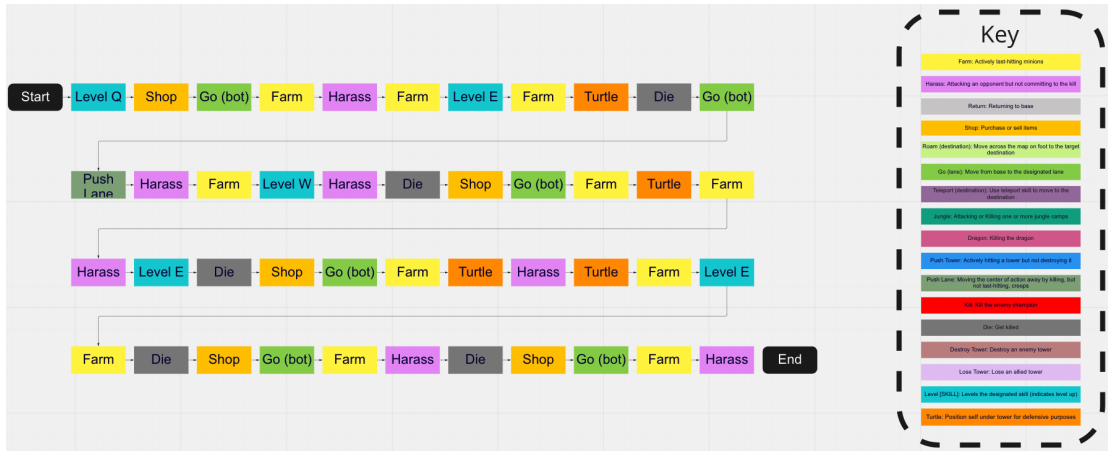 Key
Start
Level Q
Shop
Go (bot)
Farm
Harass
Farm
Level E
Farm
Turtle
Die
Go (bot)
Push
Lane
Harass
Farm
Level W
Harass
Die
Shop
Go (bot)
Farm
Turtle
Farm
Harass
Level E
Die
Shop
Go (bot)
Farm
Turtle
Harass
Turtle
Farm
Level E
Farm
Die
Shop
Go (bot)
Farm
Harass
Die
Shop
Go (bot)
Farm
Harass
End
Farm: Actively last-hitting minions
Harass: Attacking an opponent but not committing to the kill
Return: Returning to base
Shop: Purchase or sell items
Roam (destination): Move across the map on foot to the target
destination
Go (lane): Move from base to the designated lane
Teleport (destination): Use teleport skill to move to the
destination
Jungle: Attacking or Killing one or more jungle camps
Dragon: Killing the dragon
Push Tower: Actively hitting a tower but not destroying it
Push Lane: Moving the center of action away by killing, but
not last-hitting, creeps
Kill: Kill the enemy champion
Die: Get killed
Destroy Tower: Destroy an enemy tower
Lose Tower: Lose an allied tower
Level [SKILL]: Levels the designated skill (indicates level up)
Turtle: Position self under tower for defensive purposes